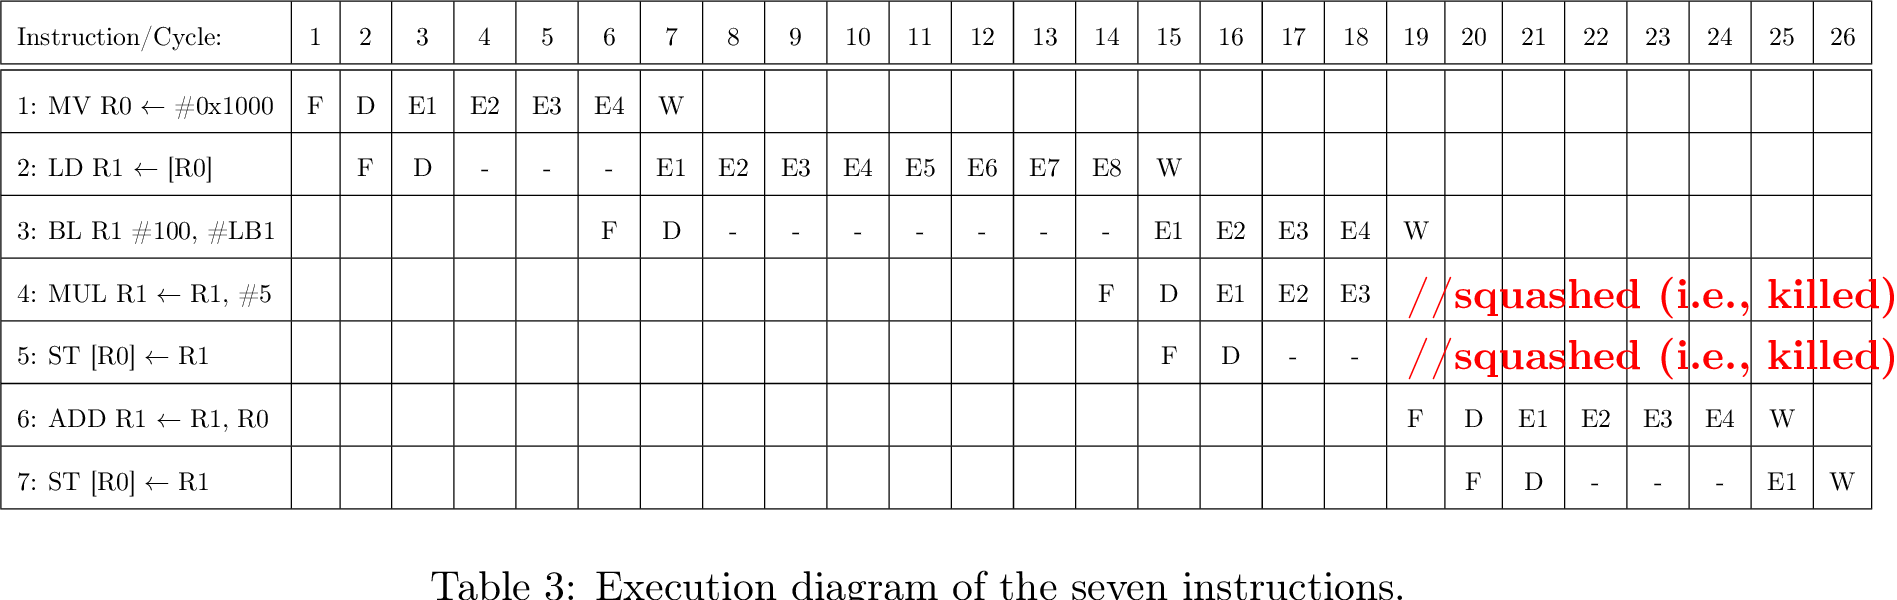 Instruction/Cycle: 1 2 3 4 5 6 7 8 9 10 11 12 13 14 15 16 17 18 19 20 21 22 23 24 25 26
1: MV R0 ← #0x1000 F D E1 E2 E3 E4 W
2: LD R1 ← [R0] F D - - - E1 E2 E3 E4 E5 E6 E7 E8 W
3: BL R1 #100, #LB1 F D - - - - - - - E1 E2 E3 E4 W
4: MUL R1 ← R1, #5 F D E1 E2 E3 //squashed (i.e., killed)
5: ST [R0] ← R1 F D - - //squashed (i.e., killed)
6: ADD R1 ← R1, R0 F D E1 E2 E3 E4 W
7: ST [R0] ← R1 F D - - - E1 W
Table 3: Execution diagram of the seven instructions.